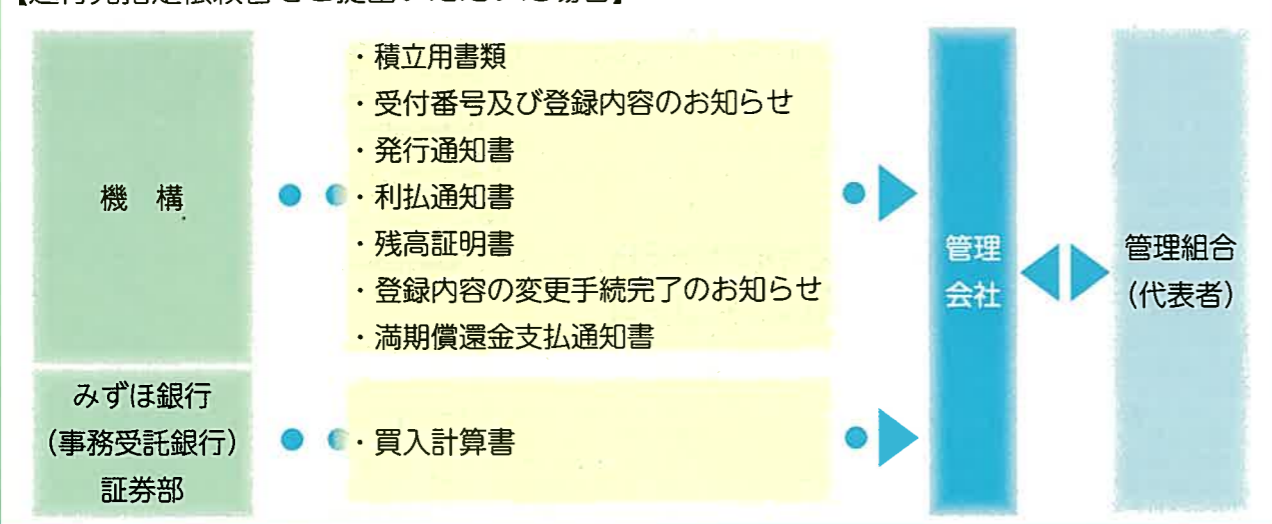 機 構
・積立用書類
・受付番号及び登録内容のお知らせ
・発行通知書
・利払通知書
・残高証明書
・登録内容の変更手続完了のお知らせ
・満期償還金支払通知書
みずほ銀行
(事務受託銀行)
証券部
・買入計算書
管理
会社
管理組合
(代表者)